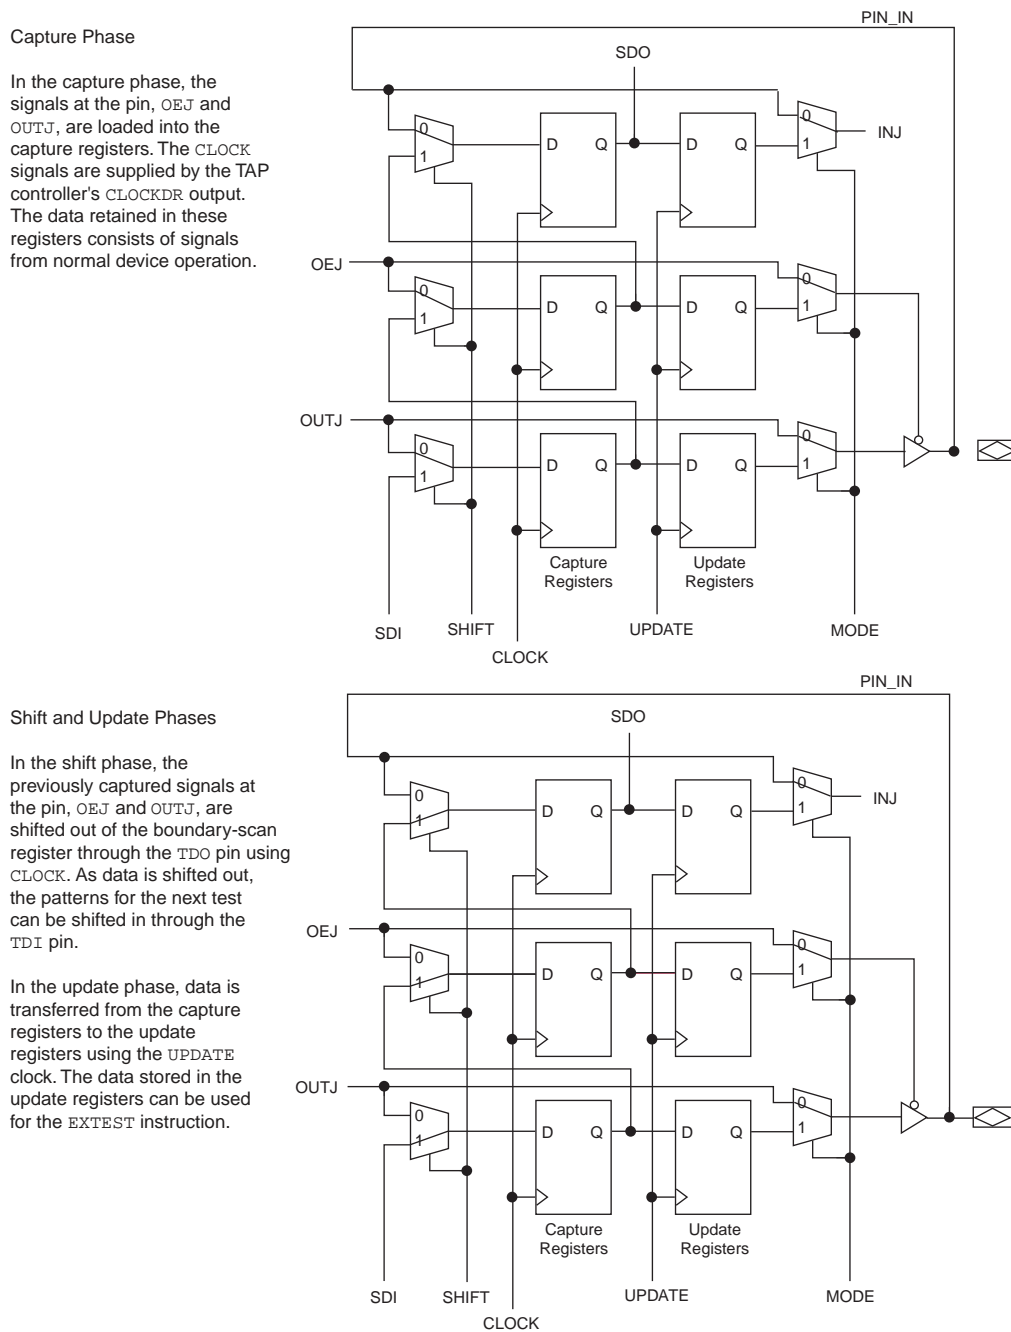 Capture Phase
In the capture phase, the
signals at the pin, OEJ and
OUTJ, are loaded into the
capture registers. The CLOCK
signals are supplied by the TAP
controller's CLOCKDR output.
The data retained in these
registers consists of signals
from normal device operation.
PIN_IN
SDO
0
1
D Q
D Q
0
1
INJ
OEJ
0
1
D Q
D Q
0
1
OUTJ
0
1
D Q
D Q
0
1
Capture
Registers
Update
Registers
SDI
SHIFT
CLOCK
UPDATE
MODE
Shift and Update Phases
In the shift phase, the
previously captured signals at
the pin, OEJ and OUTJ, are
shifted out of the boundary-scan
register through the TDO pin using
CLOCK. As data is shifted out,
the patterns for the next test
can be shifted in through the
TDI pin.
In the update phase, data is
transferred from the capture
registers to the update
registers using the UPDATE
clock. The data stored in the
update registers can be used
for the EXTEST instruction.
PIN_IN
SDO
0
1
D Q
D Q
0
1
INJ
OEJ
0
1
D Q
D Q
0
1
OUTJ
0
1
D Q
D Q
0
1
Capture
Registers
Update
Registers
SDI
SHIFT
CLOCK
UPDATE
MODE